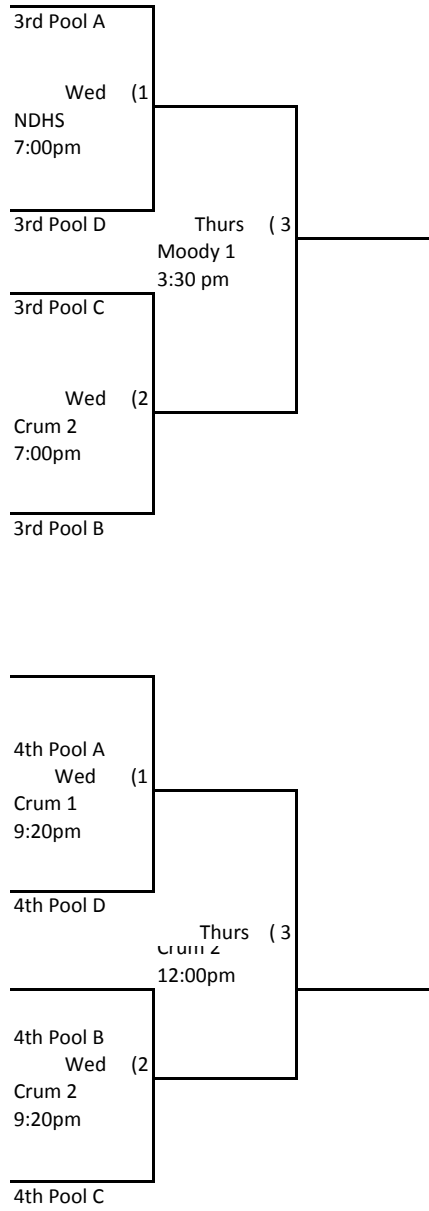 3rd Pool A
Wed (1
NDHS
7:00pm
3rd Pool D
Thurs ( 3
Moody 1
3:30 pm
3rd Pool C
Wed (2
Crum 2
7:00pm
3rd Pool B
4th Pool A
Wed (1
Crum 1
9:20pm
4th Pool D
Thurs ( 3
Crum 2
12:00pm
4th Pool B
Wed (2
Crum 2
9:20pm
4th Pool C